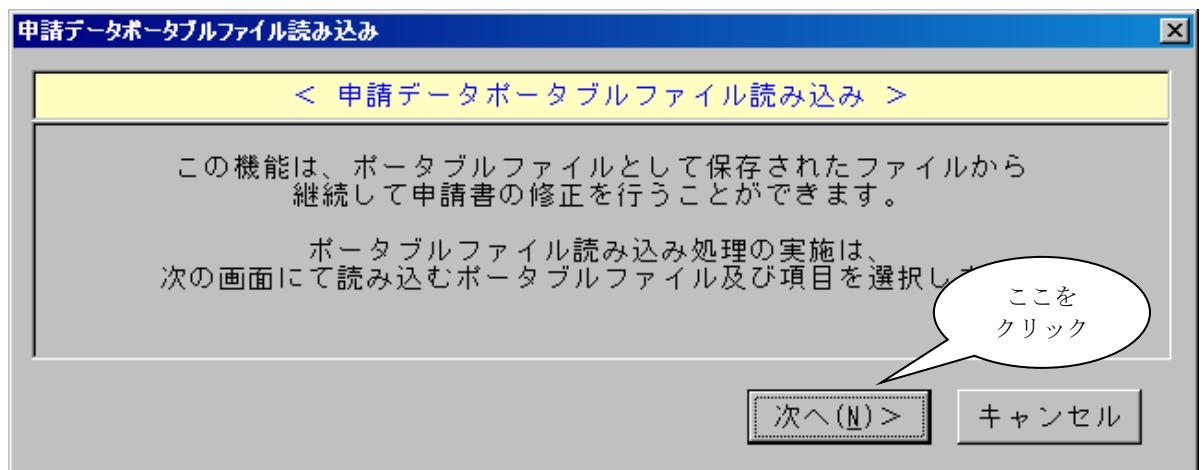 申請データポータブルファイル読み込み
< 申請データポータブルファイル読み込み >
この機能は、ポータブルファイルとして保存されたファイルから
継続して申請書の修正を行うことができます。
ポータブルファイル読み込み処理の実施は、
次の画面にて読み込むポータブルファイル及び項目を選択し
ここを
クリック
次へ(N)>
キャンセル